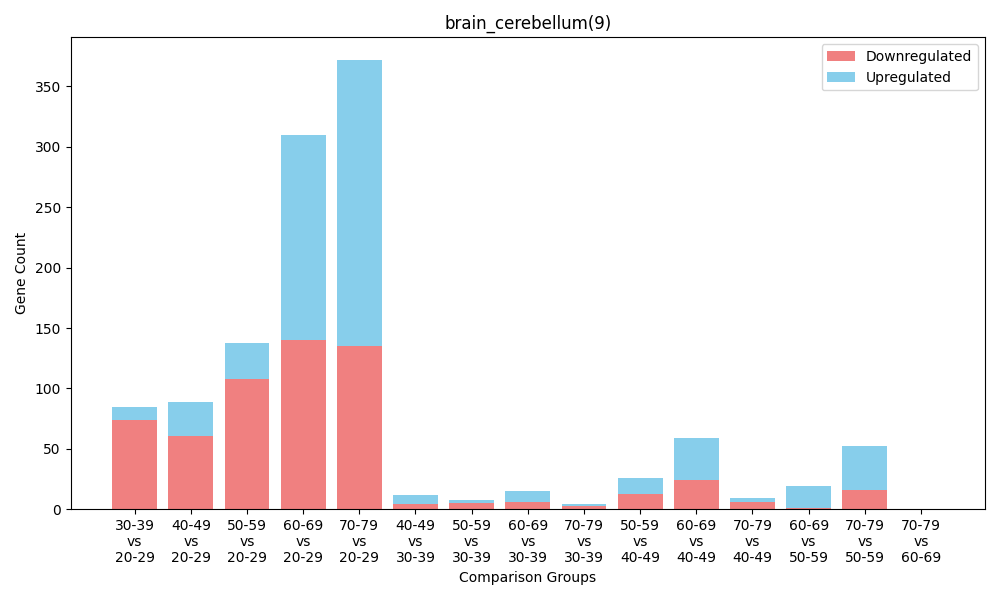 brain_cerebellum(9)
Downregulated
Upregulated
Gene Count
350
300
250
200
150
100
50
0
30-39 40-49 50-59 60-69 70-79 40-49 50-59 60-69 70-79 50-59 60-69 70-79 60-69 70-79 70-79
vs vs vs vs vs vs vs vs vs vs vs vs vs vs vs
20-29 20-29 20-29 20-29 20-29 30-39 30-39 30-39 30-39 40-49 40-49 40-49 50-59 50-59 60-69
Comparison Groups